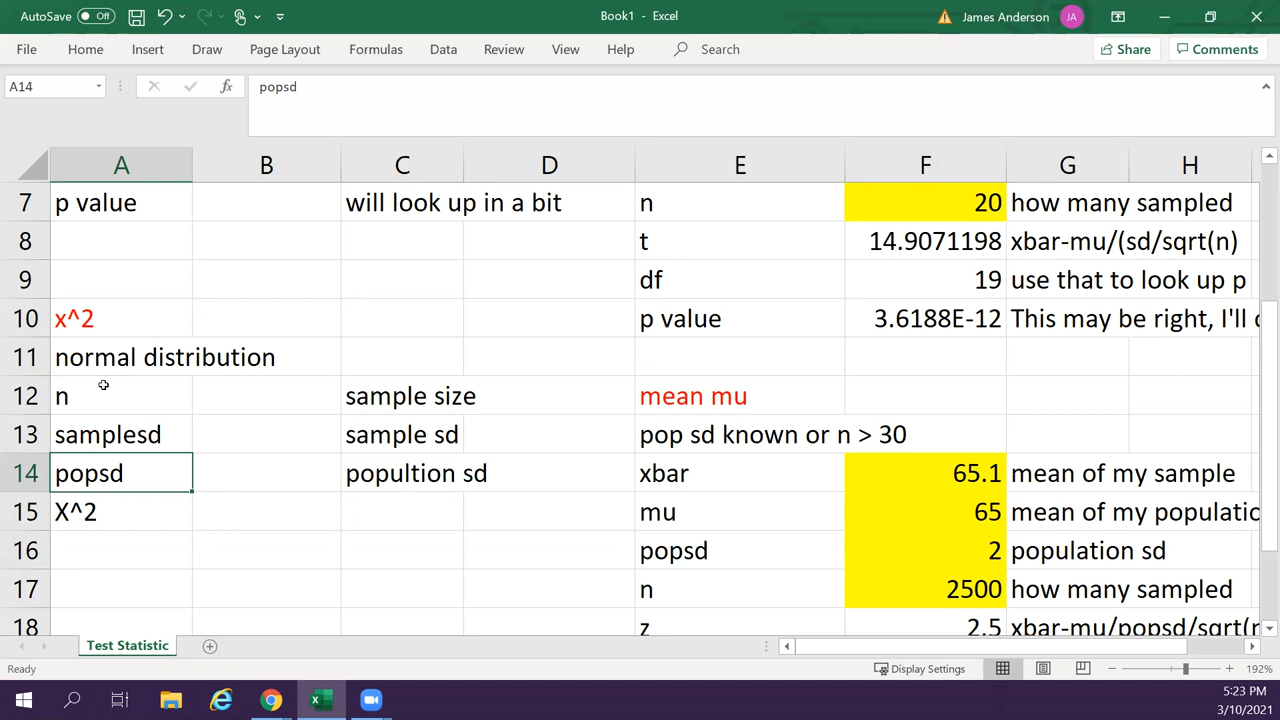 AutoSave Off Book1 - Excel James Anderson JA
File Home Insert Draw Page Layout Formulas Data Review View Help Search Share Comments
A14 fx popsd
A B C D E F G H
7 p value will look up in a bit n 20 how many sampled
8 t 14.9071198 xbar-mu/(sd/sqrt(n)
9 df 19 use that to look up p
10 x^2 p value 3.6188E-12 This may be right, I'll
11 normal distribution
12 n sample size mean mu
13 samplesd sample sd pop sd known or n > 30
14 popsd popultion sd xbar 65.1 mean of my sample
15 X^2 mu 65 mean of my populatio
16 popsd 2 population sd
17 n 2500 how many sampled
18 z 2.5 xbar-mu/popsd/sqrt(n
Test Statistic
Ready Display Settings 192%
5:23 PM
3/10/2021